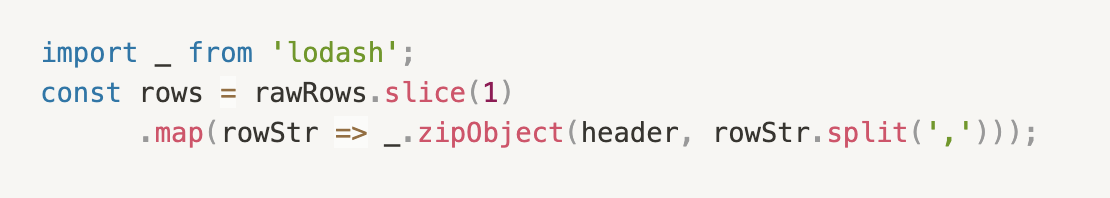 import _ from 'lodash';
const rows = rawRows.slice(1)
      .map(rowStr => _.zipObject(header, rowStr.split(',')));